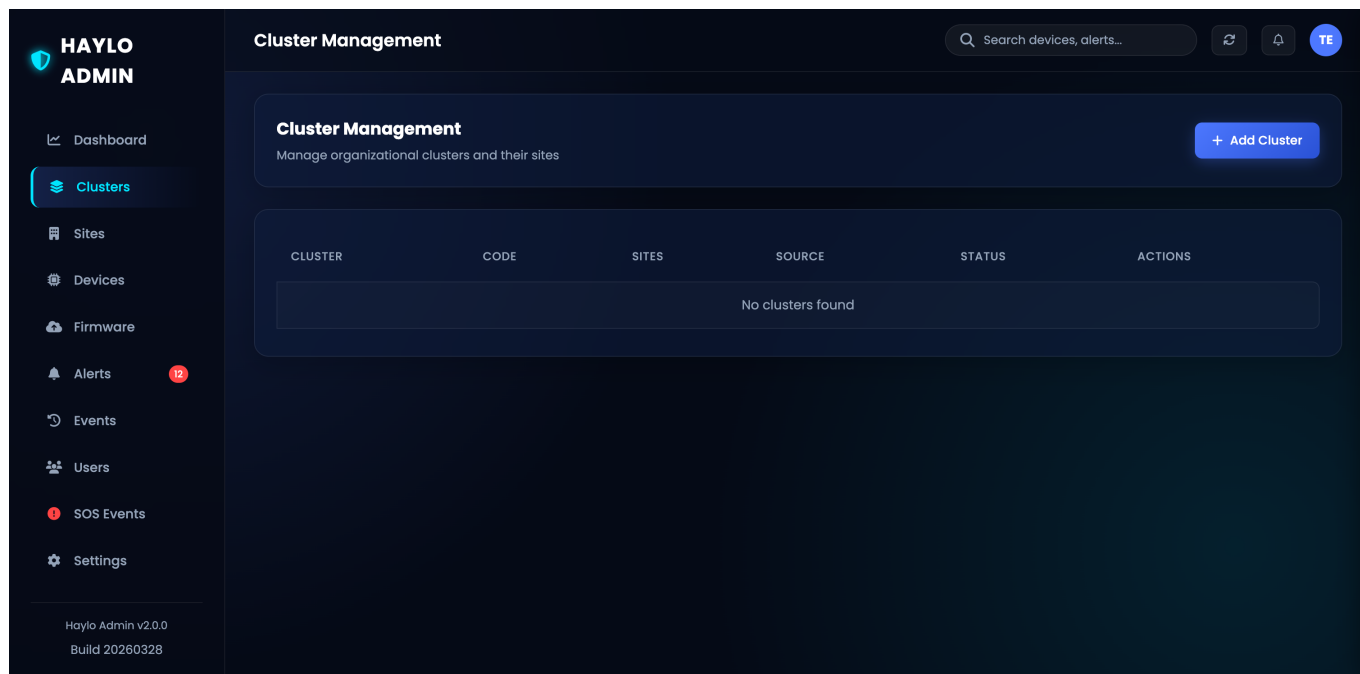 HAYLO
ADMIN
Dashboard
Clusters
Sites
Devices
Firmware
Alerts 12
Events
Users
SOS Events
Settings
Haylo Admin v2.0.0
Build 20260328
Cluster Management
Search devices, alerts...
TE
Cluster Management
Manage organizational clusters and their sites
+ Add Cluster
CLUSTER CODE SITES SOURCE STATUS ACTIONS
No clusters found